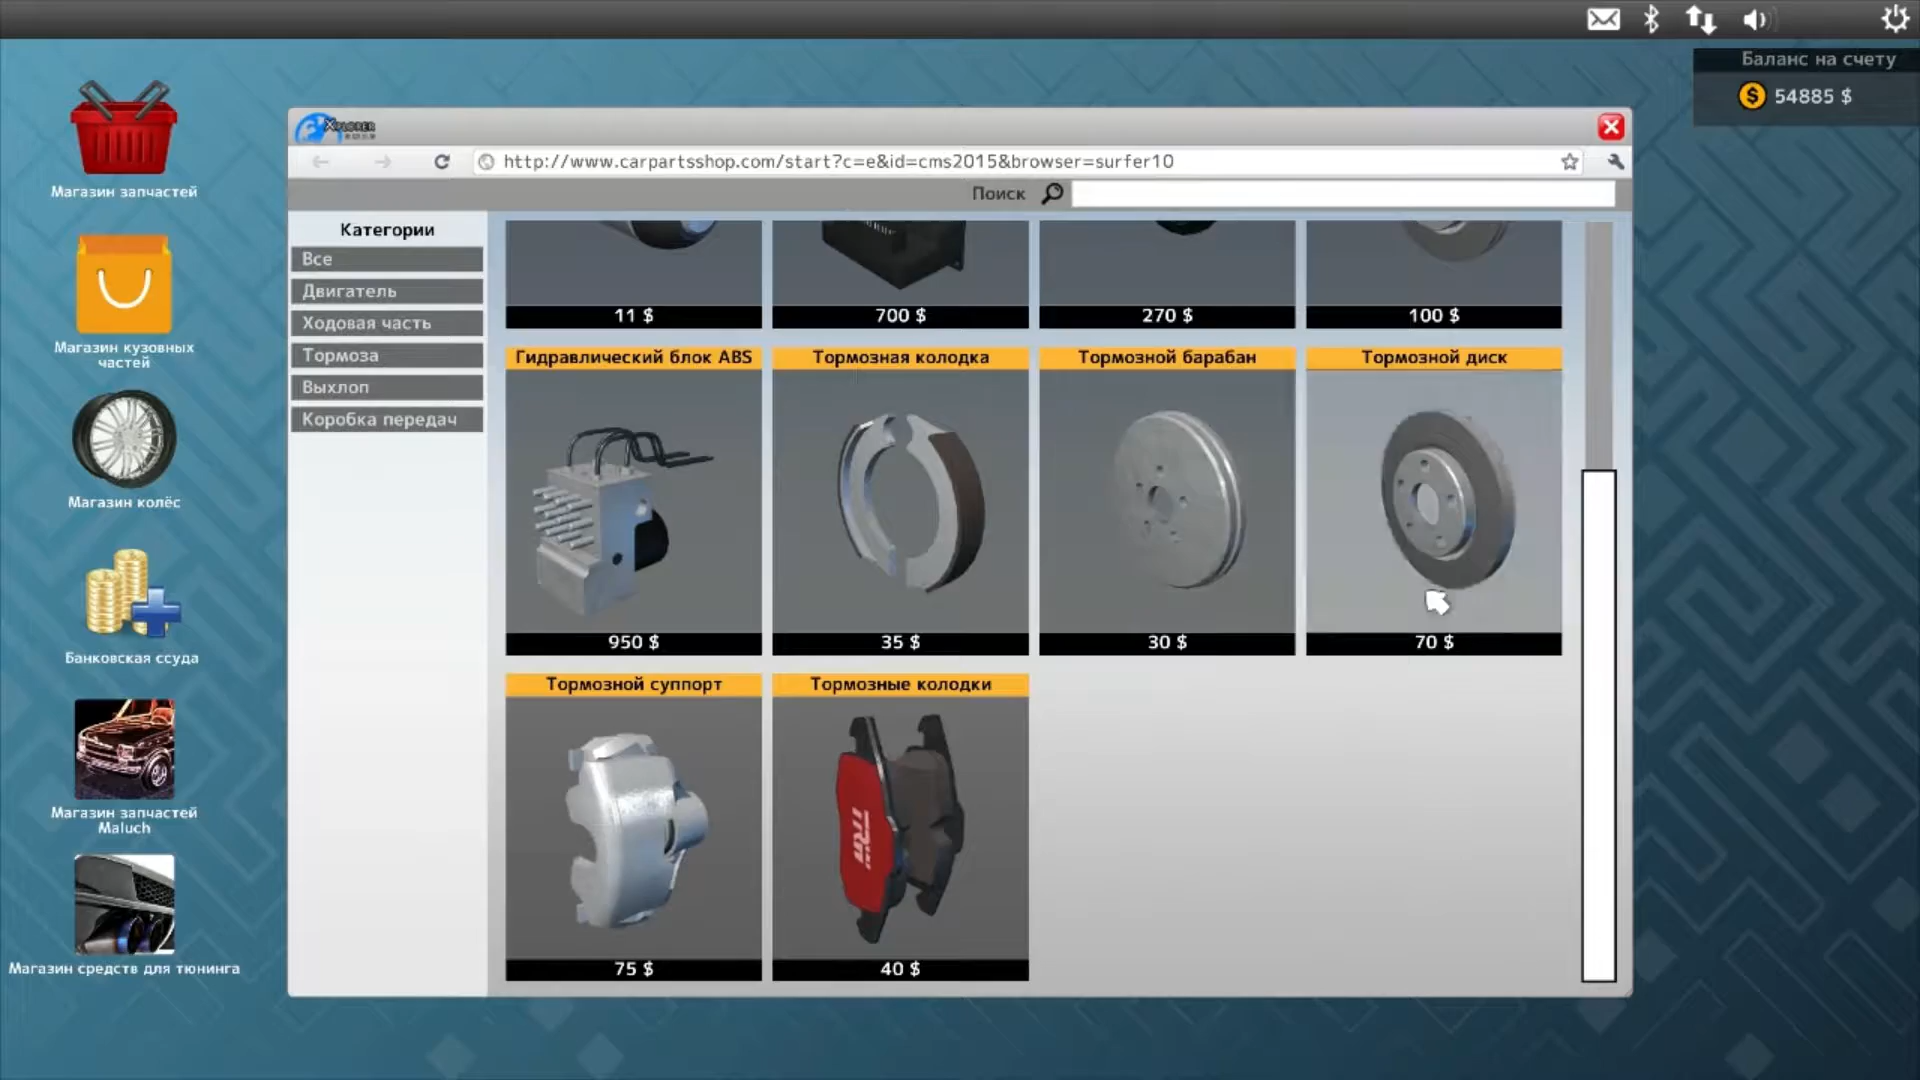 Баланс на счету
54885 $
XPLORER
http://www.carpartsshop.com/start?c=e&id=cms2015&browser=surfer10
Поиск
Категории
Все
Двигатель
Ходовая часть
Тормоза
Выхлоп
Коробка передач
Магазин запчастей
Магазин кузовных
частей
Магазин колёс
Банковская ссуда
Магазин запчастей
Maluch
Магазин средств для тюнинга
11 $
700 $
270 $
100 $
Гидравлический блок ABS
Тормозная колодка
Тормозной барабан
Тормозной диск
950 $
35 $
30 $
70 $
Тормозной суппорт
Тормозные колодки
TRW
75 $
40 $